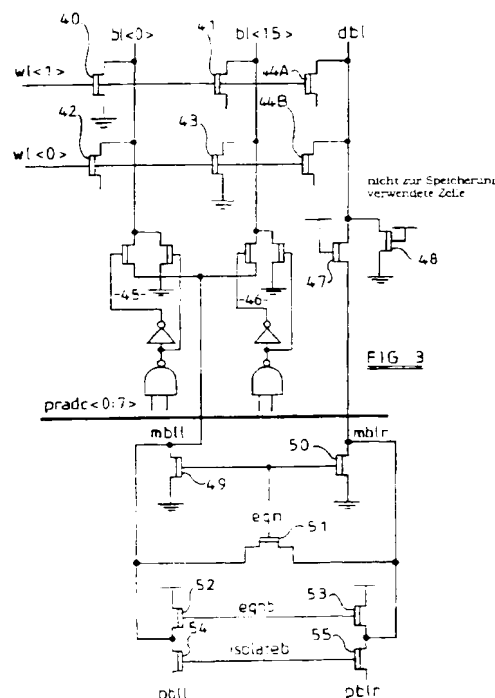 40
bl<0>
41
bl<15>
dbl
wl<1>
44A
42
43
44B
wl<0>
nicht zur Speicherung
verwendete Zelle
-45-
-46-
47
48
FIG 3
pradc<0:7>
mbll
mblr
50
49
eqn
51
52
53
eqnb
54
55
isolateb
pbll
pblr